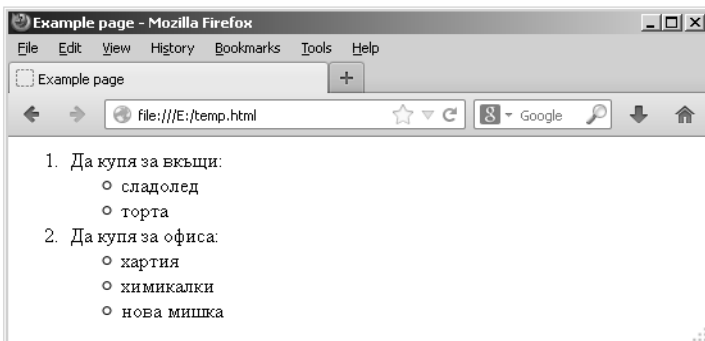 Example page - Mozilla Firefox
File Edit View History Bookmarks Tools Help
Example page +
file:///E:/temp.html 8 Google
1. Да купя за вкъщи:
сладолед
торта
2. Да купя за офиса:
хартия
химикалки
нова мишка